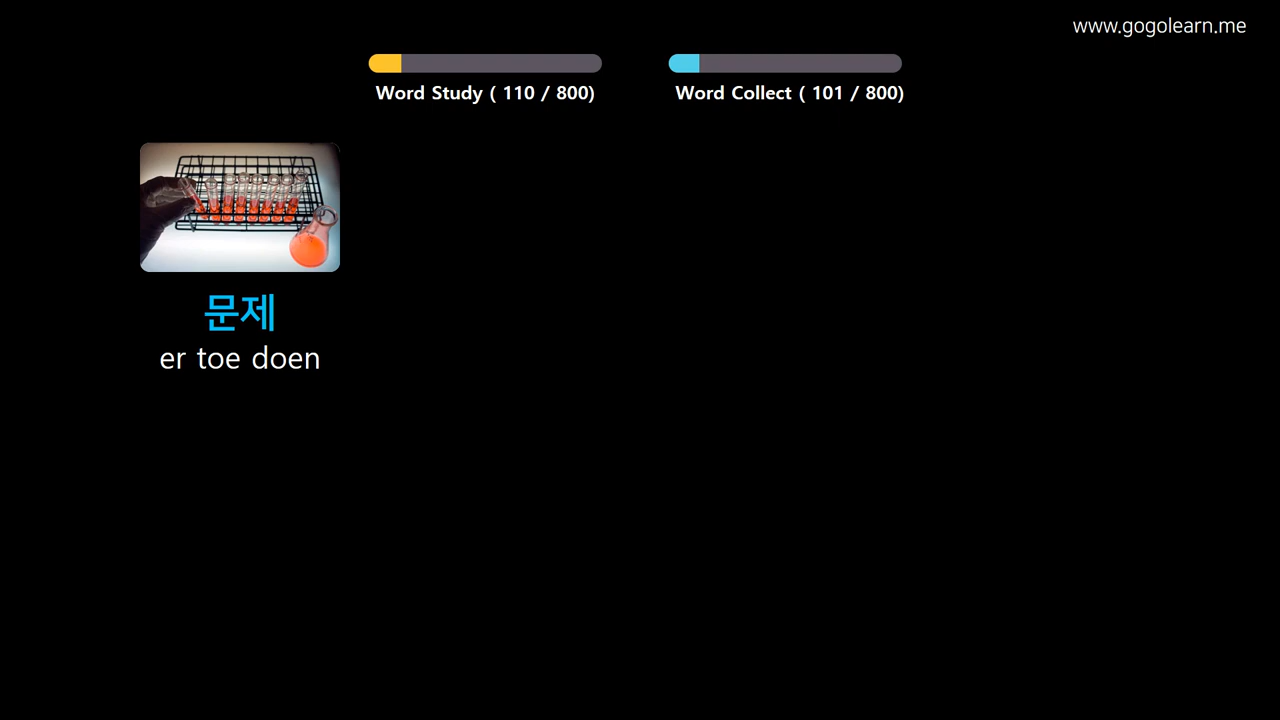 www.gogolearn.me
Word Study ( 110 / 800)
Word Collect ( 101 / 800)
문제
er toe doen